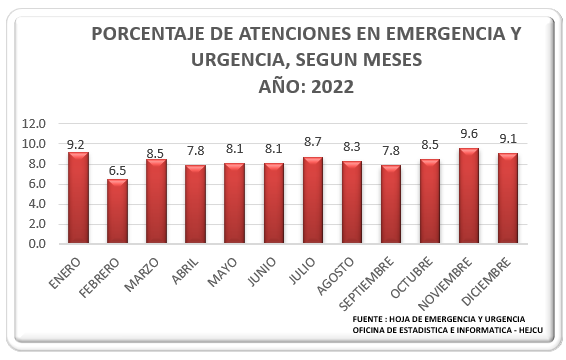 PORCENTAJE DE ATENCIONES EN EMERGENCIA Y
URGENCIA, SEGUN MESES
AÑO: 2022
12.0
10.0
8.0
6.0
4.0
2.0
0.0
9.2
6.5
8.5
7.8
8.1
8.1
8.7
8.3
7.8
8.5
9.6
9.1
ENERO
FEBRERO
MARZO
ABRIL
MAYO
JUNIO
JULIO
AGOSTO
SEPTIEMBRE
OCTUBRE
NOVIEMBRE
DICIEMBRE
FUENTE : HOJA DE EMERGENCIA Y URGENCIA
OFICINA DE ESTADISTICA E INFORMATICA - HEJCU